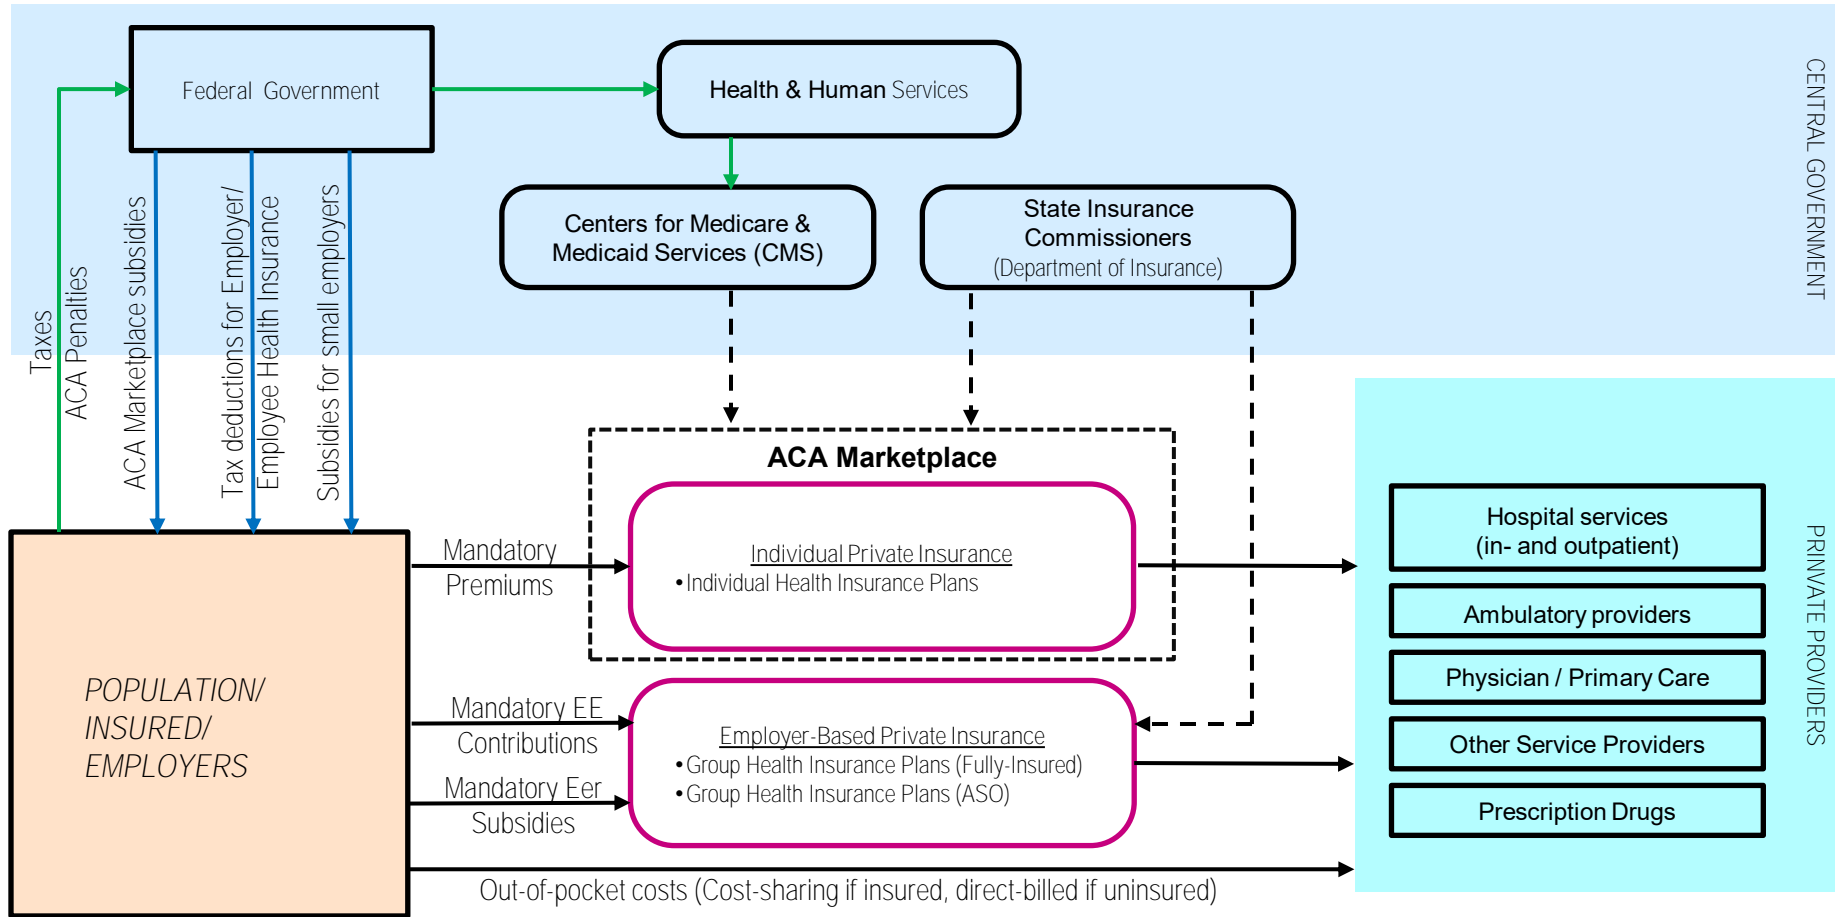 Federal Government
Health & Human Services
CENTRAL GOVERNMENT
Centers for Medicare &
Medicaid Services (CMS)
State Insurance
Commissioners
(Department of Insurance)
Taxes
ACA Penalties
ACA Marketplace subsidies
Tax deductions for Employer/
Employee Health Insurance
Subsidies for small employers
ACA Marketplace
Individual Private Insurance
•Individual Health Insurance Plans
Mandatory
Premiums
POPULATION/
INSURED/
EMPLOYERS
Mandatory EE
Contributions
Mandatory Eer
Subsidies
Employer-Based Private Insurance
•Group Health Insurance Plans (Fully-Insured)
•Group Health Insurance Plans (ASO)
Out-of-pocket costs (Cost-sharing if insured, direct-billed if uninsured)
Hospital services
(in- and outpatient)
Ambulatory providers
Physician / Primary Care
Other Service Providers
Prescription Drugs
PRINVATE PROVIDERS